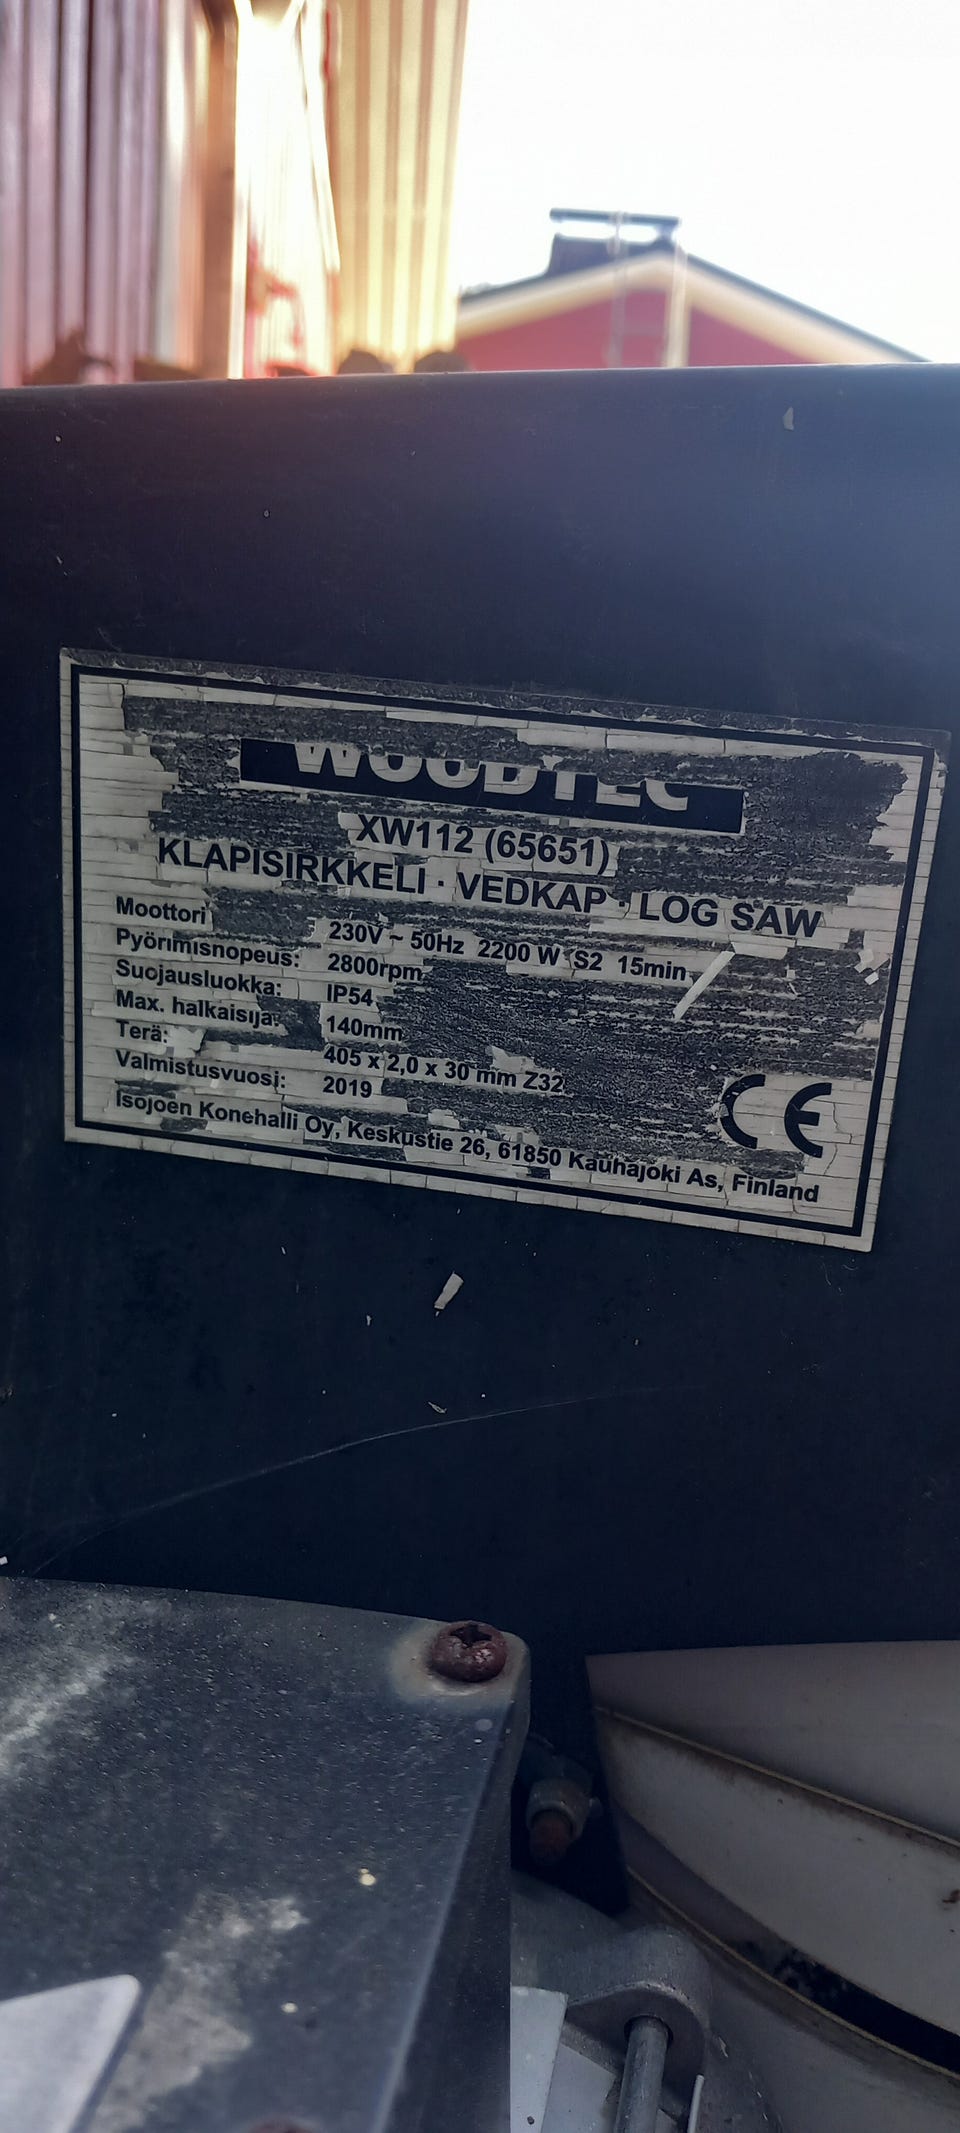 WOODTEC
XW112 (65651)
KLAPISIRKKELI · VEDKAP · LOG SAW
Moottori 230V ~ 50Hz 2200 W S2 15min
Pyörimisnopeus: 2800rpm
Suojausluokka: IP54
Max. halkaisija: 140mm
Terä: 405 x 2,0 x 30 mm Z32
Valmistusvuosi: 2019
Isojoen Konehalli Oy, Keskustie 26, 61850 Kauhajoki As, Finland
CE